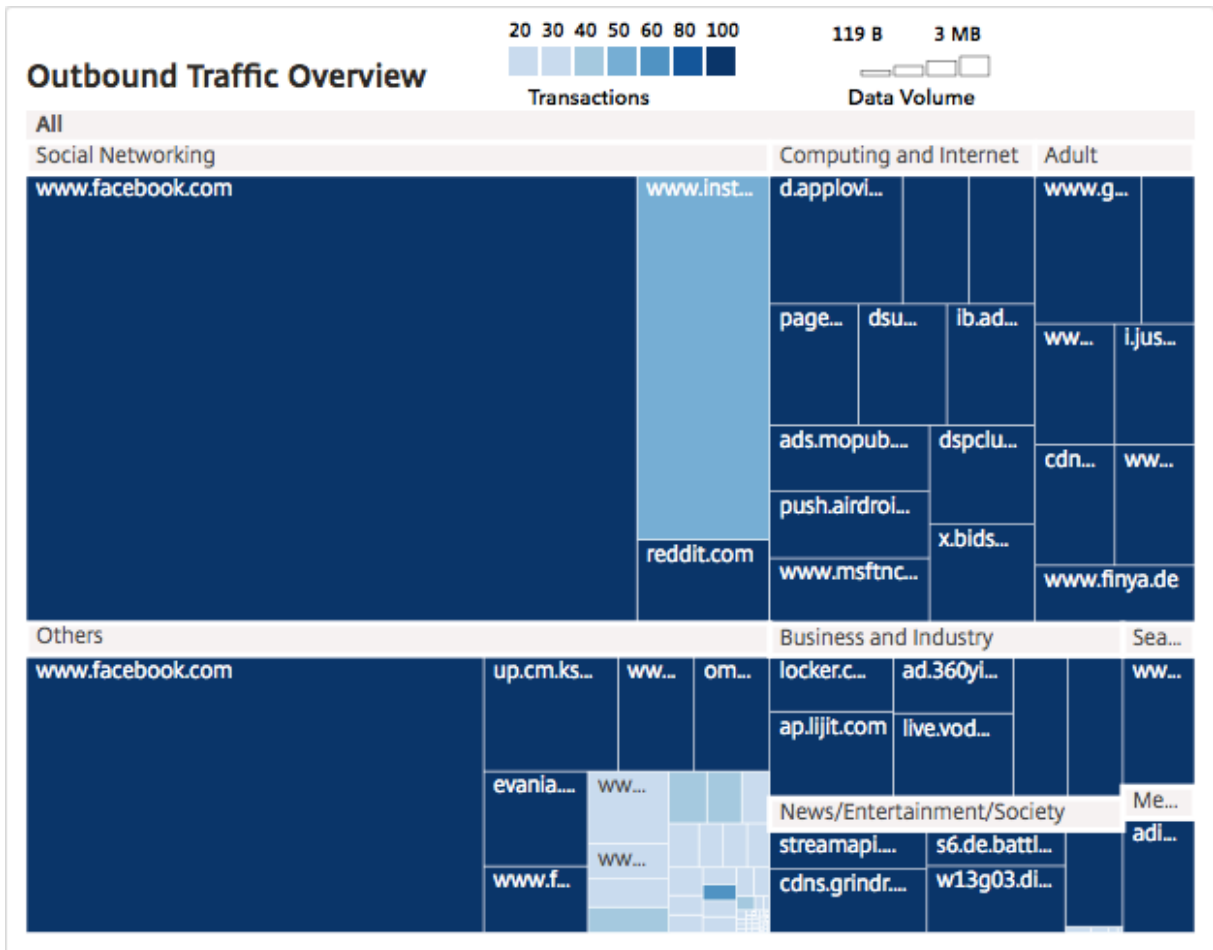 20 30 40 50 60 80 100
119 B 3 MB
Outbound Traffic Overview
Transactions
Data Volume
All
Social Networking
Computing and Internet
Adult
www.facebook.com
www.inst...
d.applovi...
www.g...
page...
dsu...
ib.ad...
ww...
i.jus...
ads.mopub....
dspclu...
cdn...
ww...
push.airdroi...
x.bids...
reddit.com
www.msftnc...
www.finya.de
Others
Business and Industry
Sea...
www.facebook.com
up.cm.ks...
ww...
om...
locker.c...
ad.360yi...
ww...
ap.lijit.com
live.vod...
evania....
ww...
News/Entertainment/Society
Me...
streamapi....
s6.de.battl...
adi...
ww...
www.f...
cdns.grindr....
w13g03.di...